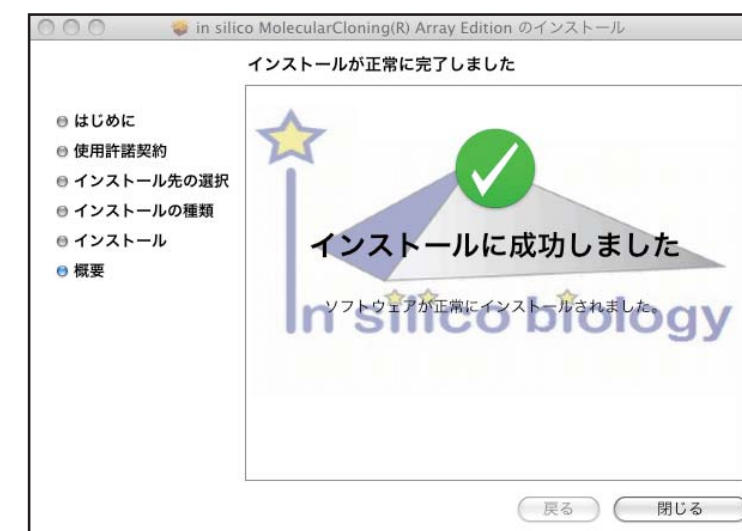 in silico MolecularCloning(R) Array Edition のインストール
インストールが正常に完了しました
はじめに
使用許諾契約
インストール先の選択
インストールの種類
インストール
概要
インストールに成功しました
ソフトウェアが正常にインストールされました。
In silico biology
戻る
閉じる